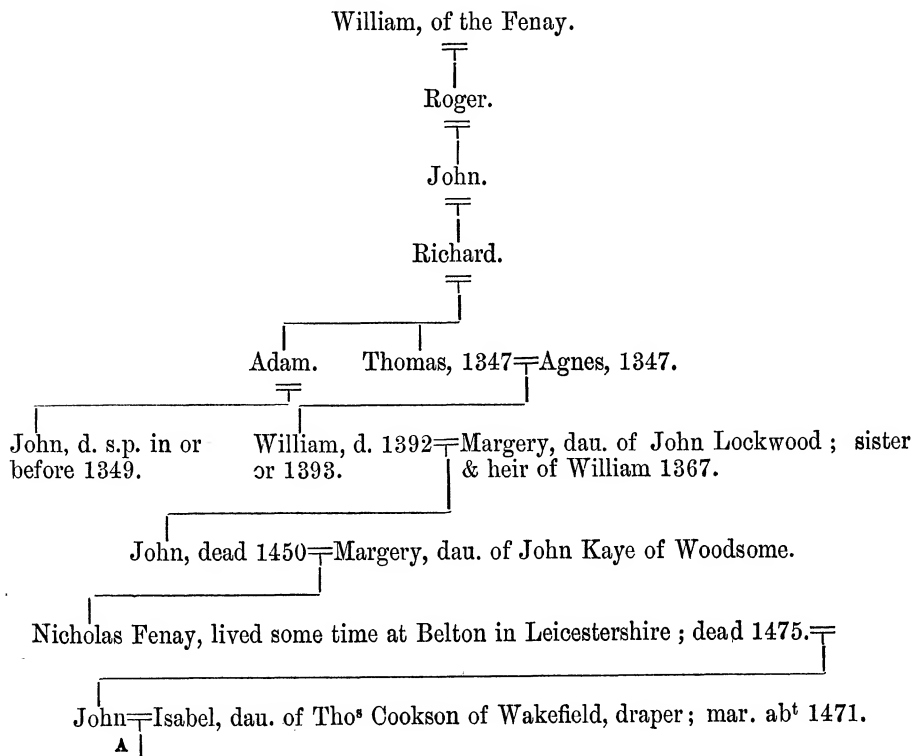 William, of the Fenay.
Roger.
John.
Richard.
Adam. Thomas, 1347 Agnes, 1347.
John, d. s.p. in or before 1349.
William, d. 1392 or 1393.
Margery, dau. of John Lockwood ; sister & heir of William 1367.
John, dead 1450 Margery, dau. of John Kaye of Woodsome.
Nicholas Fenay, lived some time at Belton in Leicestershire ; dead 1475.
John Isabel, dau. of Thoˢ Cookson of Wakefield, draper ; mar. abᵗ 1471.
A